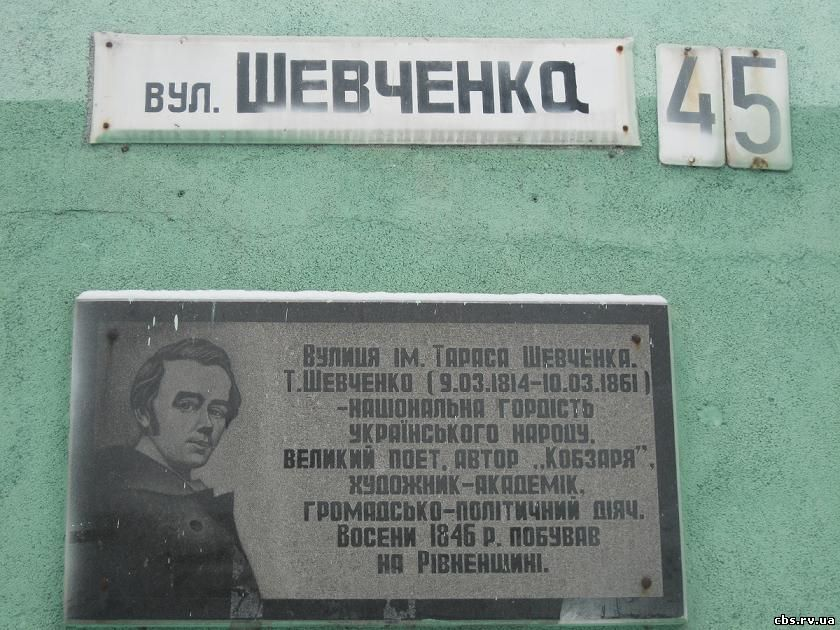 вул. Шевченка 45
Вулиця ім. Тараса Шевченка.
Т.Шевченко (9.03.1814-10.03.1861)
-національна гордість
українського народу,
великий поет, автор „Кобзаря”,
художник-академік,
громадсько-політичний діяч.
Восени 1846 р. побував
на Рівненщині.
cbs.rv.ua